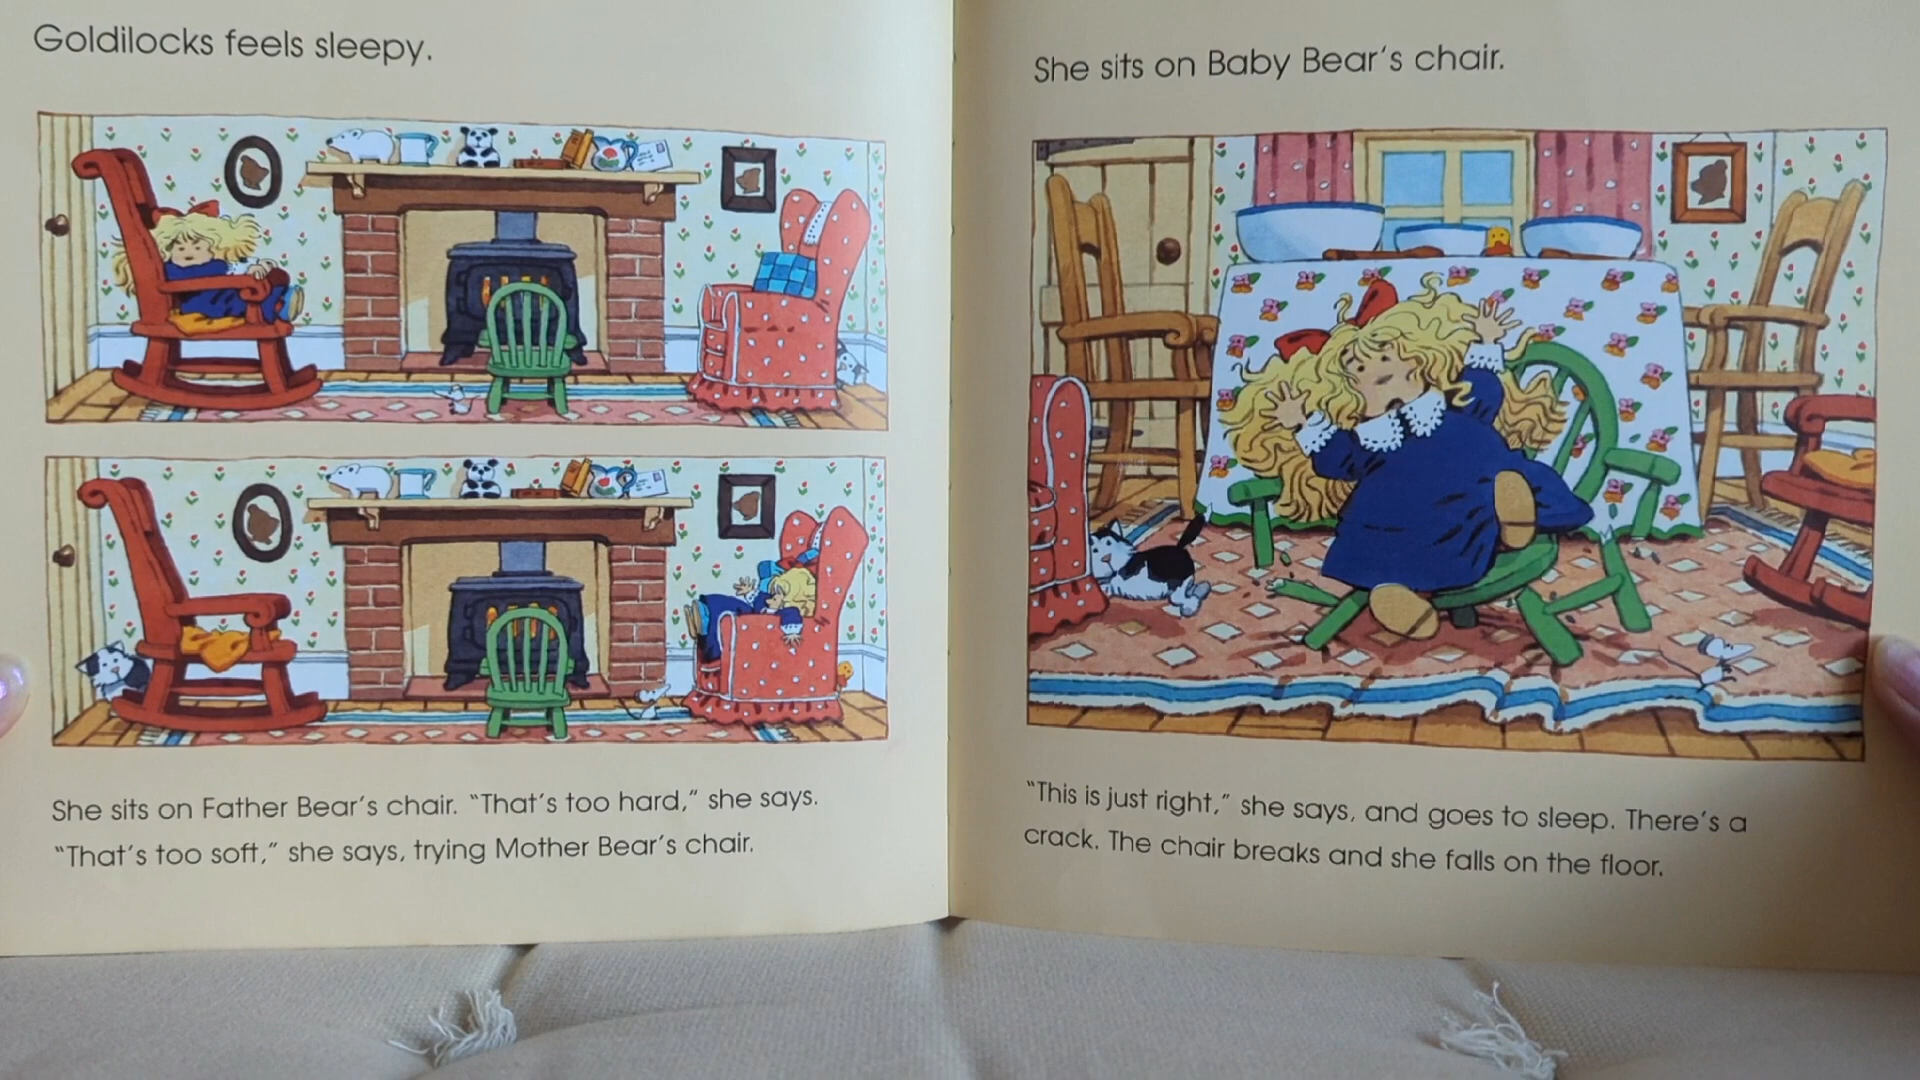 Goldilocks feels sleepy.
She sits on Father Bear's chair. “That's too hard,” she says.
“That's too soft,” she says, trying Mother Bear's chair.
She sits on Baby Bear's chair.
“This is just right,” she says, and goes to sleep. There's a
crack. The chair breaks and she falls on the floor.